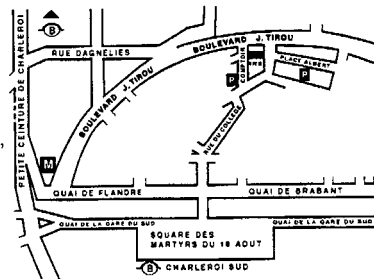 B
RUE DAGNELIES
BOULEVARD J. TIROU
BOULEVARD J. TIROU
COMPTOIR
PLACE ALBERT
P
P
RUE DU COLLEGE
PETITE CEINTURE DE CHARLEROI
M
QUAI DE FLANDRE
QUAI DE BRABANT
QUAI DE LA GARE DU SUD
QUAI DE LA GARE DU SUD
SQUARE DES
MARTYRS DU 18 AOUT
B CHARLEROI SUD